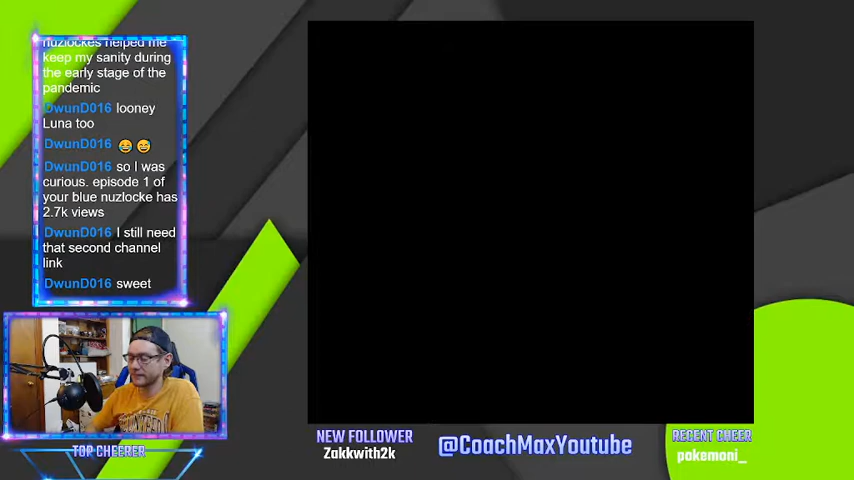 nuzlockes helped me
keep my sanity during
the early stage of the
pandemic
DwunD016 looney
Luna too
DwunD016 😂 😅
DwunD016 so I was
curious. episode 1 of
your blue nuzlocke has
2.7k views
DwunD016 I still need
that second channel
link
DwunD016 sweet
TOP CHEERER
NEW FOLLOWER
Zakkwith2k
@CoachMaxYoutube
RECENT CHEER
pokemoni_